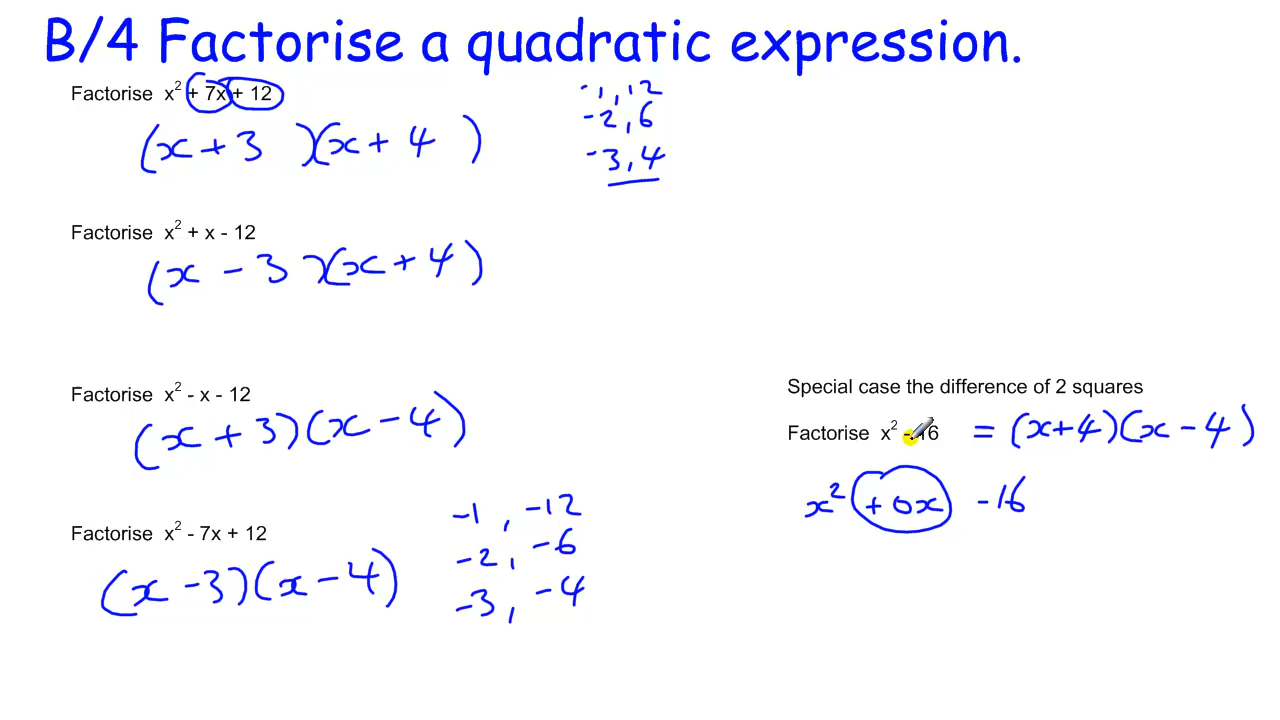 B/4 Factorise a quadratic expression.
Factorise x² + 7x + 12
(x + 3 )(x + 4 )
-1, 12
-2, 6
-3, 4
Factorise x² + x - 12
(x - 3 )(x + 4 )
Factorise x² - x - 12
(x + 3)(x - 4)
Factorise x² - 7x + 12
(x - 3)(x - 4)
-1 , -12
-2 , -6
-3 , -4
Special case the difference of 2 squares
Factorise x² - 16 = (x+4)(x - 4)
x² + 0x - 16